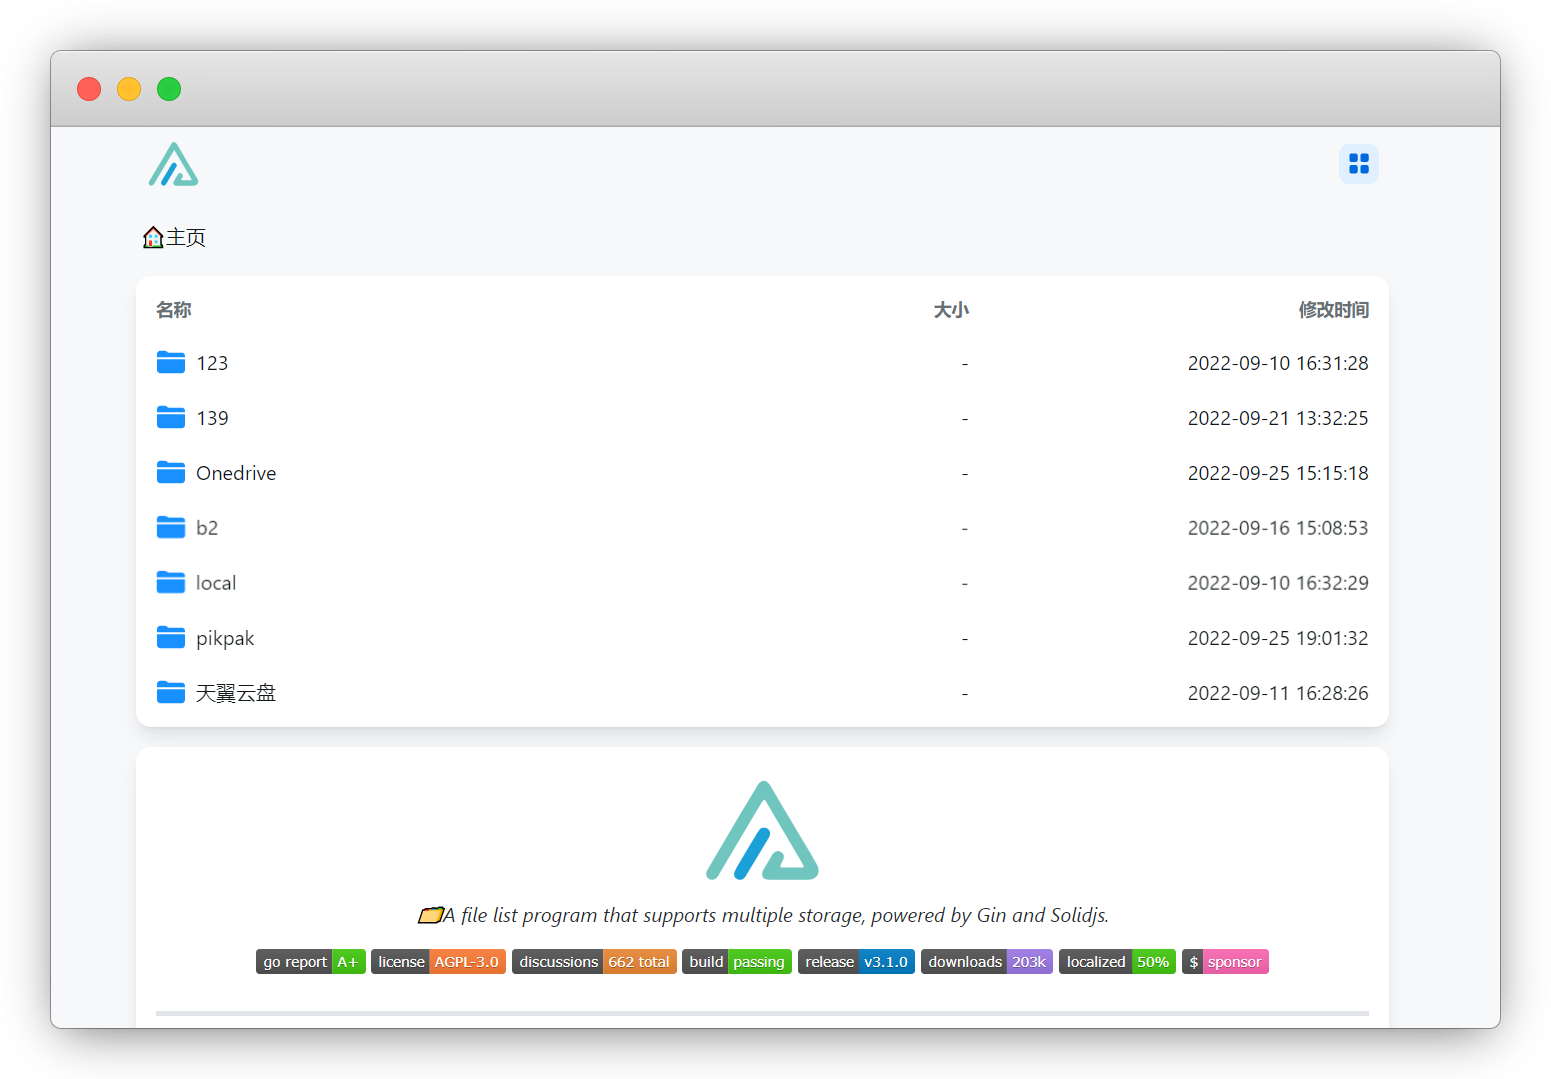 🏠主页
名称 大小 修改时间
123 - 2022-09-10 16:31:28
139 - 2022-09-21 13:32:25
Onedrive - 2022-09-25 15:15:18
b2 - 2022-09-16 15:08:53
local - 2022-09-10 16:32:29
pikpak - 2022-09-25 19:01:32
天翼云盘 - 2022-09-11 16:28:26
🗂️A file list program that supports multiple storage, powered by Gin and Solidjs.
go report A+ license AGPL-3.0 discussions 662 total build passing release v3.1.0 downloads 203k localized 50% $ sponsor